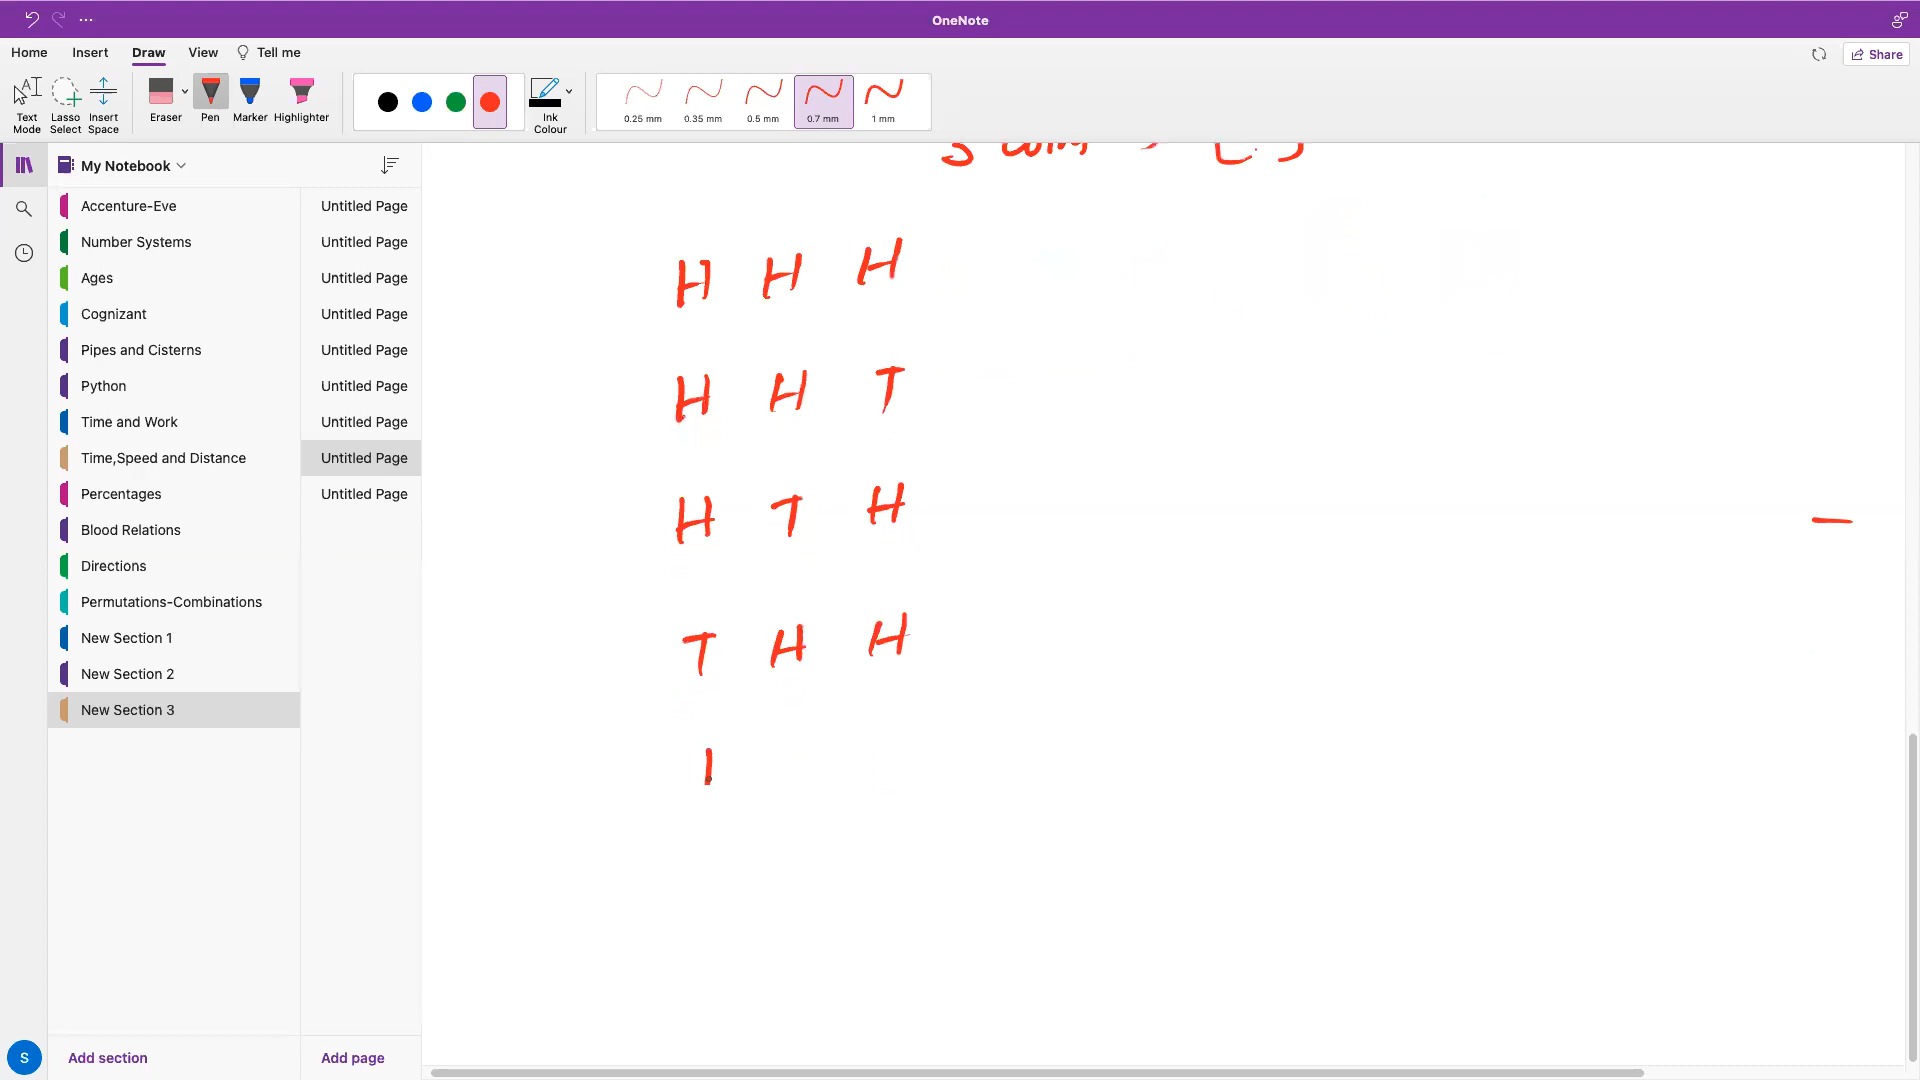 OneNote
Home Insert Draw View Tell me Share
Text Mode Lasso Select Insert Space Eraser Pen Marker Highlighter Ink Colour 0.25 mm 0.35 mm 0.5 mm 0.7 mm 1 mm
My Notebook
Accenture-Eve
Number Systems
Ages
Cognizant
Pipes and Cisterns
Python
Time and Work
Time,Speed and Distance
Percentages
Blood Relations
Directions
Permutations-Combinations
New Section 1
New Section 2
New Section 3
Untitled Page
Untitled Page
Untitled Page
Untitled Page
Untitled Page
Untitled Page
Untitled Page
Untitled Page
Untitled Page
H H H
H H T
H T H
T H H
S Add section Add page